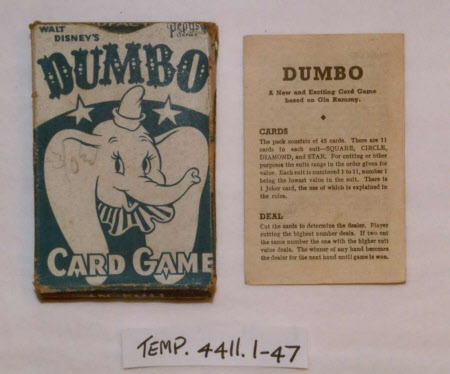 WALT
DISNEY'S
Pepys
Series
DUMBO
CARD GAME
DUMBO
A New and Exciting Card Game
based on Gin Rummy.
CARDS
The pack consists of 45 cards. There are 11
cards in each suit—SQUARE, CIRCLE,
DIAMOND, and STAR. For cutting or other
purposes the suits range in the order given for
value. Each suit is numbered 1 to 11, number 1
being the lowest value in the suit. There is
1 Joker card, the use of which is explained in
the rules.
DEAL
Cut the cards to determine the dealer. Player
cutting the highest number deals. If two cut
the same number the one with the higher suit
value deals. The winner of any hand becomes
the dealer for the next hand until game is won.
TEMP. 4411.1-47